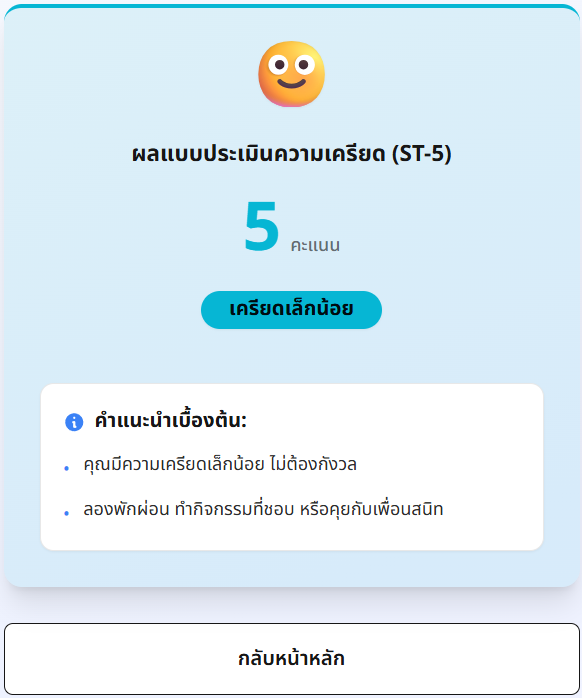 ผลแบบประเมินความเครียด (ST-5)
5 คะแนน
เครียดเล็กน้อย
คำแนะนำเบื้องต้น:
• คุณมีความเครียดเล็กน้อย ไม่ต้องกังวล
• ลองพักผ่อน ทำกิจกรรมที่ชอบ หรือคุยกับเพื่อนสนิท
กลับหน้าหลัก